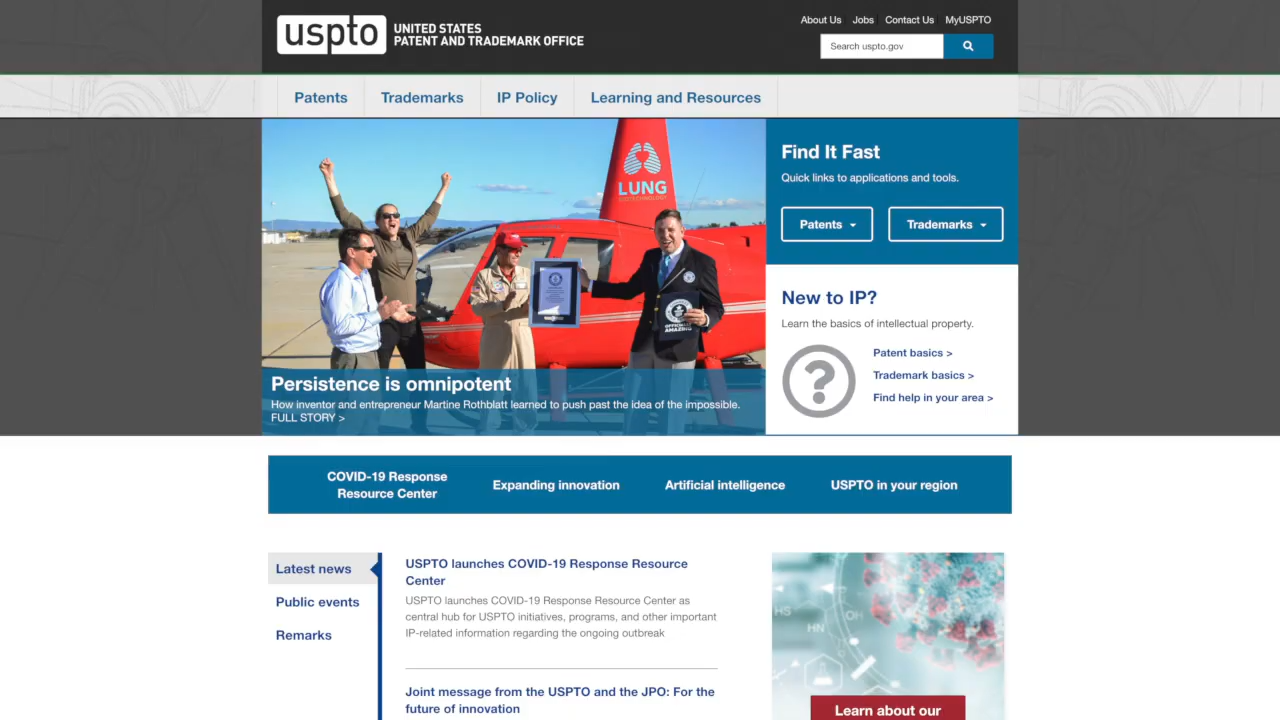 uspto
UNITED STATES
PATENT AND TRADEMARK OFFICE
About Us Jobs Contact Us MyUSPTO
Search uspto.gov
Patents Trademarks IP Policy Learning and Resources
LUNG
BIOTECHNOLOGY
OFFICIALLY
AMAZING
Persistence is omnipotent
How inventor and entrepreneur Martine Rothblatt learned to push past the idea of the impossible.
FULL STORY >
Find It Fast
Quick links to applications and tools.
Patents Trademarks
New to IP?
Learn the basics of intellectual property.
?
Patent basics >
Trademark basics >
Find help in your area >
COVID-19 Response
Resource Center
Expanding innovation
Artificial intelligence
USPTO in your region
Latest news
Public events
Remarks
USPTO launches COVID-19 Response Resource
Center
USPTO launches COVID-19 Response Resource Center as
central hub for USPTO initiatives, programs, and other important
IP-related information regarding the ongoing outbreak
Joint message from the USPTO and the JPO: For the
future of innovation
HS
HN
OH
Learn about our